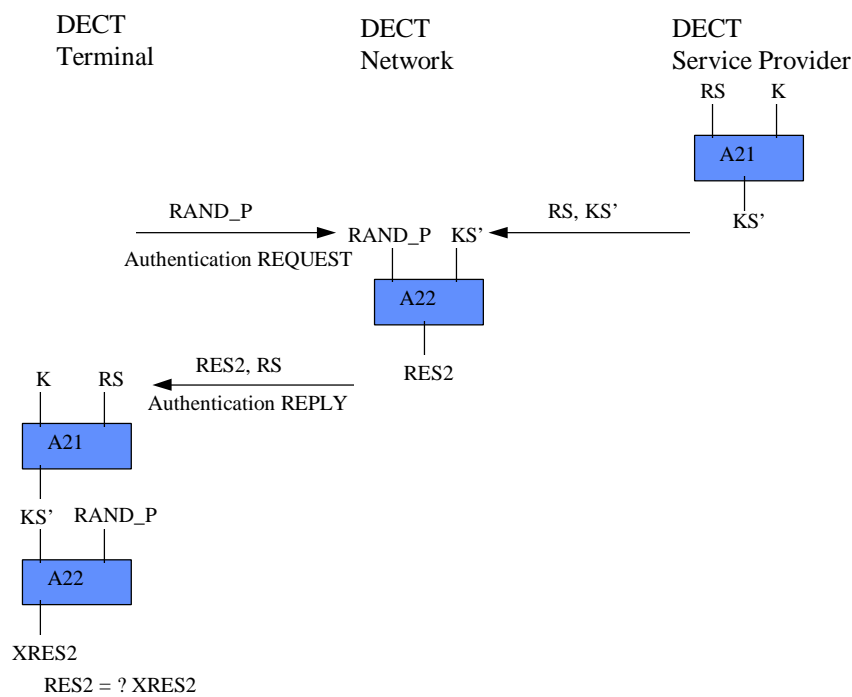 DECT
Terminal
DECT
Network
DECT
Service Provider
RS K
A21
KS’
RAND_P
Authentication REQUEST
RS, KS’
RAND_P KS’
A22
RES2
RES2, RS
Authentication REPLY
K RS
A21
KS’ RAND_P
A22
XRES2
RES2 = ? XRES2